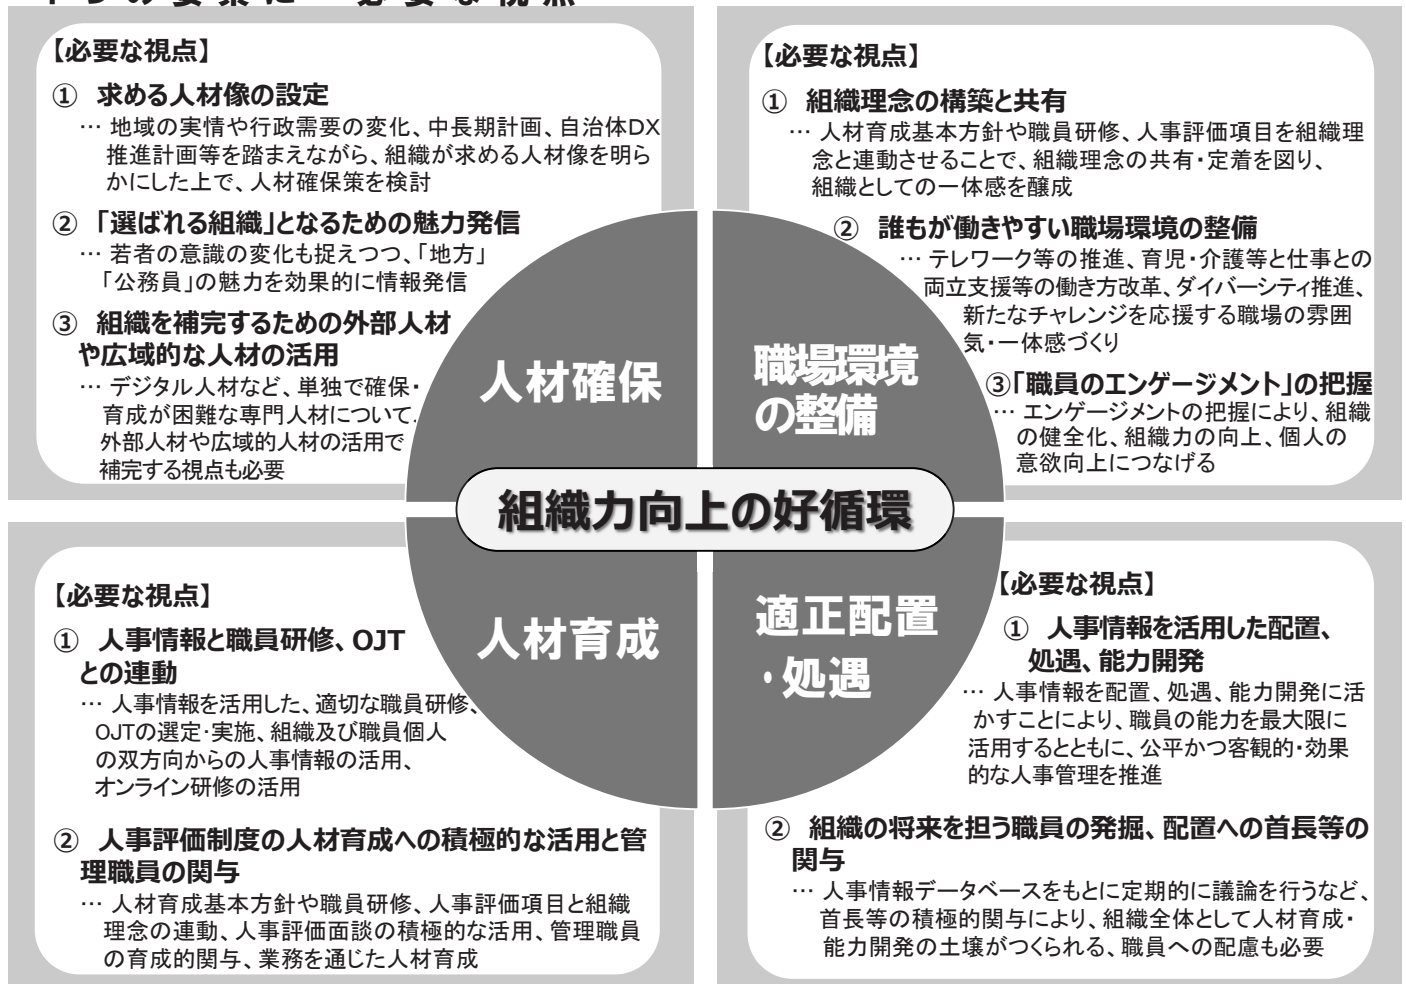 【必要な視点】
① 求める人材像の設定
… 地域の実情や行政需要の変化、中長期計画、自治体DX
推進計画等を踏まえながら、組織が求める人材像を明ら
かにした上で、人材確保策を検討
② 「選ばれる組織」となるための魅力発信
… 若者の意識の変化も捉えつつ、「地方」
「公務員」の魅力を効果的に情報発信
③ 組織を補完するための外部人材
や広域的な人材の活用
… デジタル人材など、単独で確保・
育成が困難な専門人材について、
外部人材や広域的人材の活用で
補完する視点も必要
人材確保
【必要な視点】
① 組織理念の構築と共有
… 人材育成基本方針や職員研修、人事評価項目を組織理
念と連動させることで、組織理念の共有・定着を図り、
組織としての一体感を醸成
② 誰もが働きやすい職場環境の整備
… テレワーク等の推進、育児・介護等と仕事との
両立支援等の働き方改革、ダイバーシティ推進、
新たなチャレンジを応援する職場の雰囲
気・一体感づくり
③「職員のエンゲージメント」の把握
… エンゲージメントの把握により、組織
の健全化、組織力の向上、個人の
意欲向上につなげる
職場環境
の整備
組織力向上の好循環
【必要な視点】
① 人事情報と職員研修、OJT
との連動
… 人事情報を活用した、適切な職員研修、
OJTの選定・実施、組織及び職員個人
の双方向からの人事情報の活用、
オンライン研修の活用
② 人事評価制度の人材育成への積極的な活用と管
理職員の関与
… 人材育成基本方針や職員研修、人事評価項目と組織
理念の連動、人事評価面談の積極的な活用、管理職員
の育成的関与、業務を通じた人材育成
人材育成
適正配置
・処遇
【必要な視点】
① 人事情報を活用した配置、
処遇、能力開発
… 人事情報を配置、処遇、能力開発に活
かすことにより、職員の能力を最大限に
活用するとともに、公平かつ客観的・効果
的な人事管理を推進
② 組織の将来を担う職員の発掘、配置への首長等の
関与
… 人事情報データベースをもとに定期的に議論を行うなど、
首長等の積極的関与により、組織全体として人材育成・
能力開発の土壌がつくられる、職員への配慮も必要